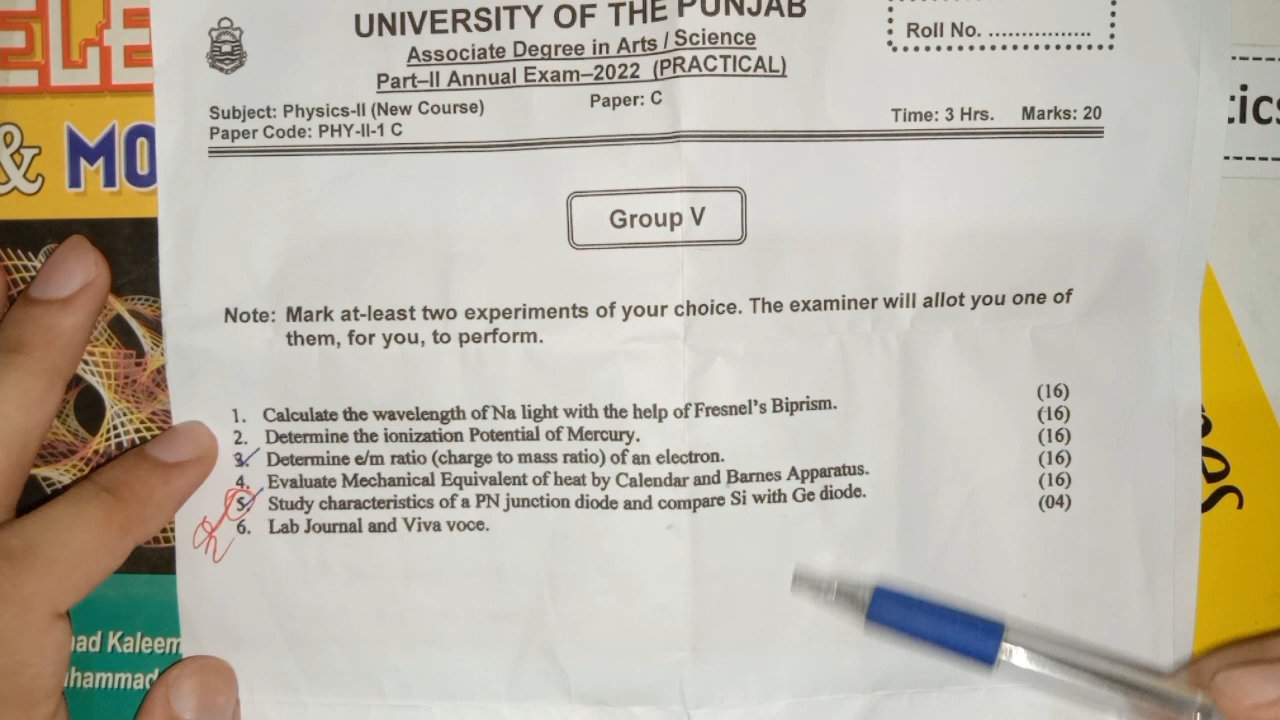 UNIVERSITY OF THE PUNJAB
Associate Degree in Arts / Science
Part–II Annual Exam–2022 (PRACTICAL)
Roll No. ................
Subject: Physics-II (New Course)
Paper: C
Paper Code: PHY-II-1 C
Time: 3 Hrs. Marks: 20
Group V
Note: Mark at-least two experiments of your choice. The examiner will allot you one of
them, for you, to perform.
1. Calculate the wavelength of Na light with the help of Fresnel's Biprism. (16)
2. Determine the ionization Potential of Mercury. (16)
3. Determine e/m ratio (charge to mass ratio) of an electron. (16)
4. Evaluate Mechanical Equivalent of heat by Calendar and Barnes Apparatus. (16)
5. Study characteristics of a PN junction diode and compare Si with Ge diode. (16)
6. Lab Journal and Viva voce. (04)
ELE
& MO
ad Kaleem
hammad
tics